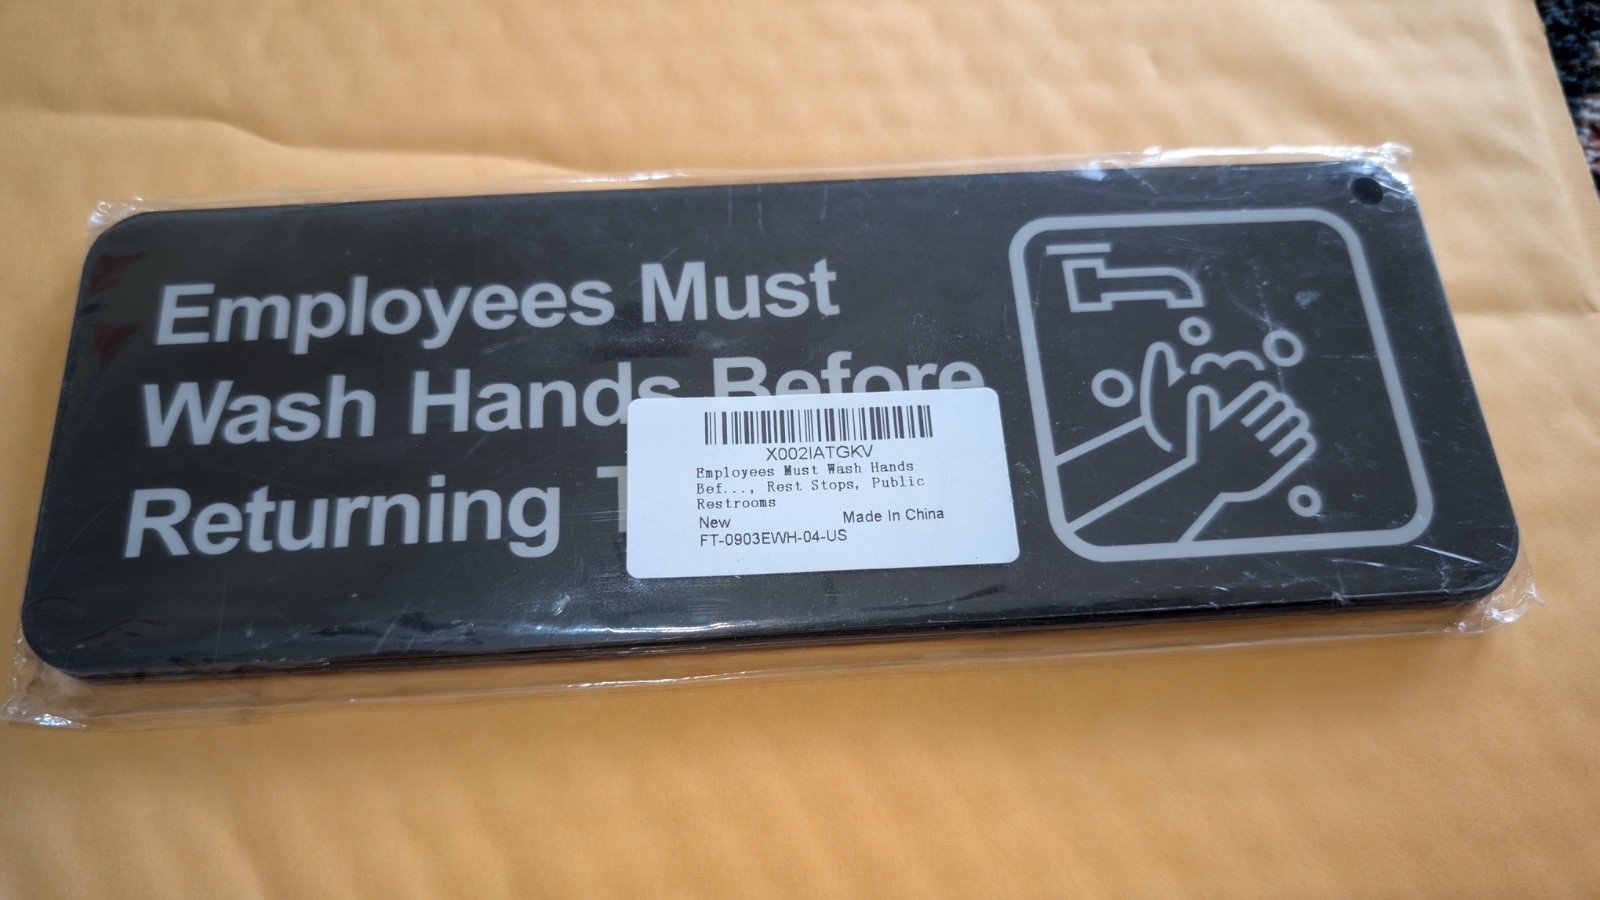 Employees Must
Wash Hands Before
Returning
X002IATGKV
Employees Must Wash Hands
Bef..., Rest Stops, Public
Restrooms
New Made In China
FT-0903EWH-04-US